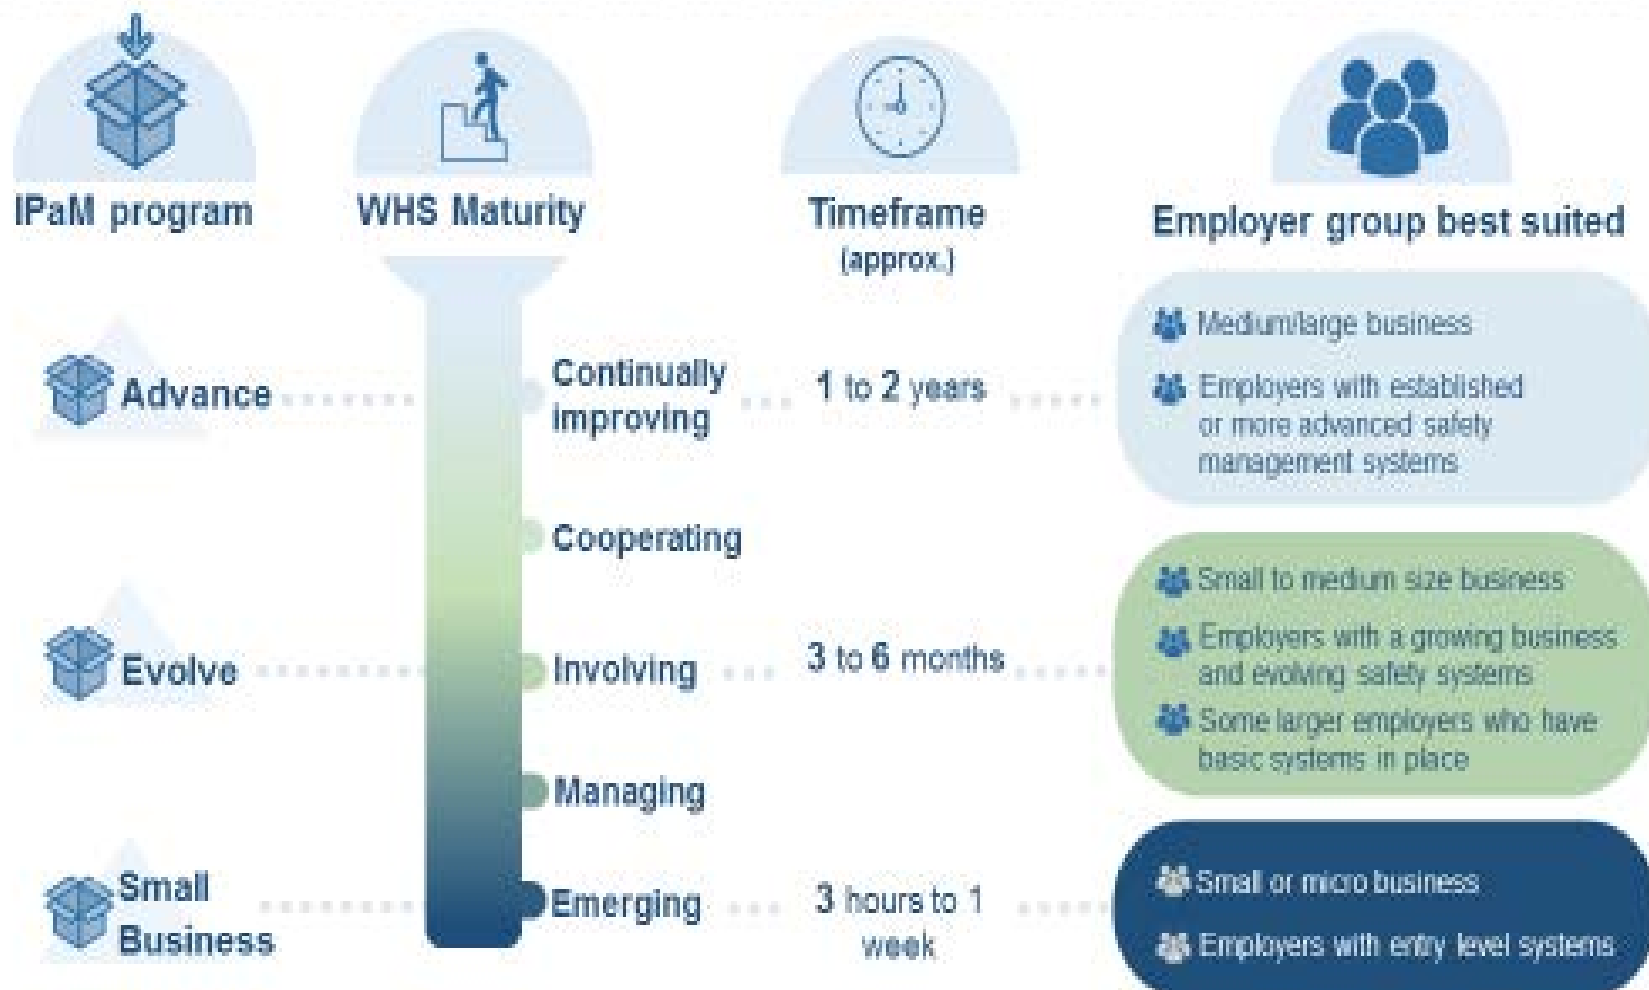 IPaM program
WHS Maturity
Timeframe
(approx.)
Employer group best suited
Advance
Continually
improving
1 to 2 years
Medium/large business
Employers with established
or more advanced safety
management systems
Cooperating
Evolve
Involving
3 to 6 months
Small to medium size business
Employers with a growing business
and evolving safety systems
Some larger employers who have
basic systems in place
Managing
Small
Business
Emerging
3 hours to 1
week
Small or micro business
Employers with entry level systems